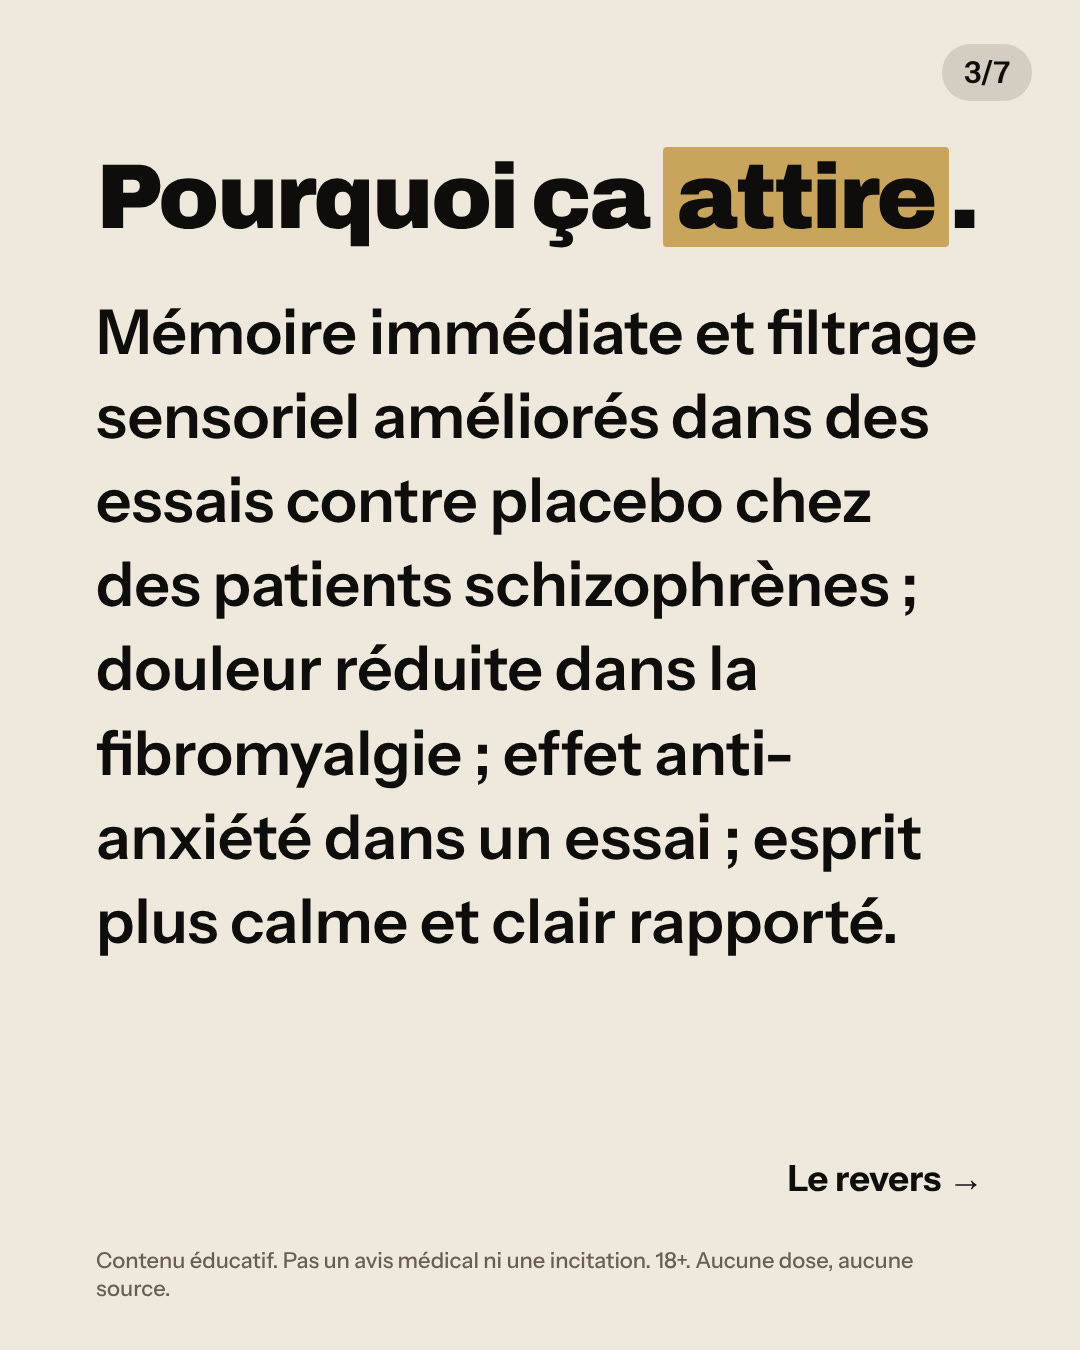 3/7
Pourquoi ça attire.
Mémoire immédiate et filtrage
sensoriel améliorés dans des
essais contre placebo chez
des patients schizophrènes ;
douleur réduite dans la
fibromyalgie ; effet anti-
anxiété dans un essai ; esprit
plus calme et clair rapporté.
Le revers →
Contenu éducatif. Pas un avis médical ni une incitation. 18+. Aucune dose, aucune
source.